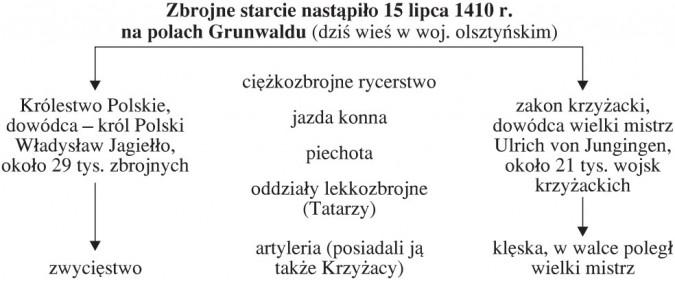 Zbrojne starcie nastąpiło 15 lipca 1410 r.
na polach Grunwaldu (dziś wieś w woj. olsztyńskim)
Królestwo Polskie,
dowódca – król Polski
Władysław Jagiełło,
około 29 tys. zbrojnych
zwycięstwo
ciężkozbrojne rycerstwo
jazda konna
piechota
oddziały lekkozbrojne
(Tatarzy)
artyleria (posiadali ją
także Krzyżacy)
zakon krzyżacki,
dowódca wielki mistrz
Ulrich von Jungingen,
około 21 tys. wojsk
krzyżackich
klęska, w walce poległ
wielki mistrz